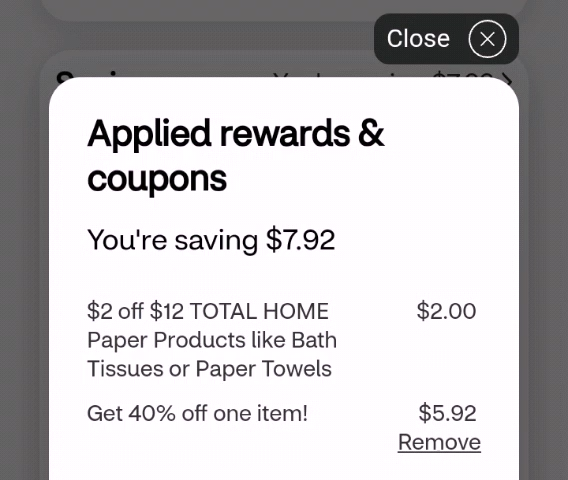 Close
Applied rewards &
coupons
You're saving $7.92
$2 off $12 TOTAL HOME $2.00
Paper Products like Bath
Tissues or Paper Towels
Get 40% off one item! $5.92
Remove